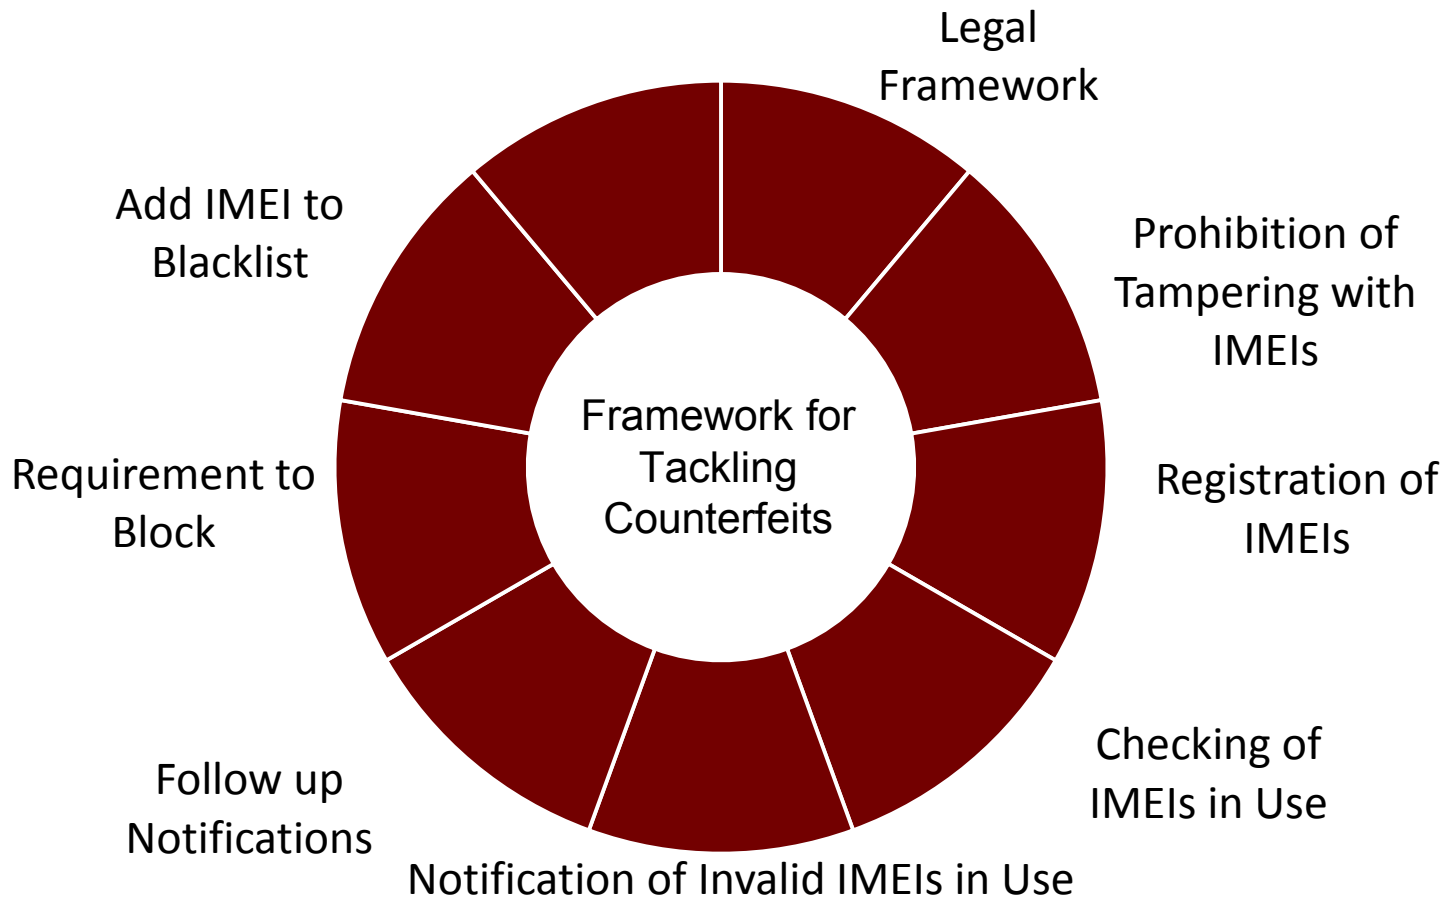 Legal
Framework
Prohibition of
Tampering with
IMEIs
Registration of
IMEIs
Checking of
IMEIs in Use
Notification of Invalid IMEIs in Use
Follow up
Notifications
Requirement to
Block
Add IMEI to
Blacklist
Framework for
Tackling
Counterfeits